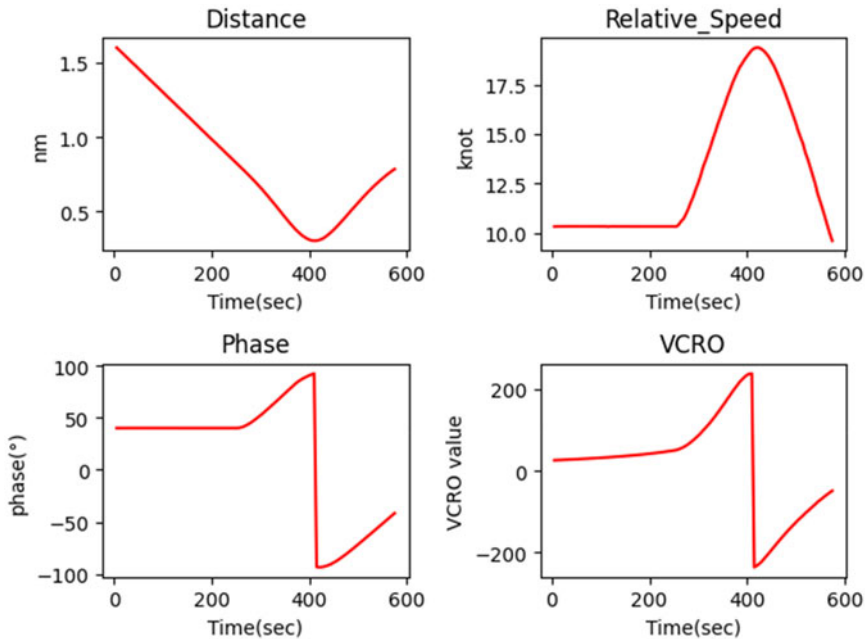 Distance
nm
1.5
1.0
0.5
0
200
400
600
Time(sec)
Relative_Speed
knot
17.5
15.0
12.5
10.0
0
200
400
600
Time(sec)
Phase
phase(°)
100
50
0
−50
−100
0
200
400
600
Time(sec)
VCRO
VCRO value
200
0
−200
0
200
400
600
Time(sec)